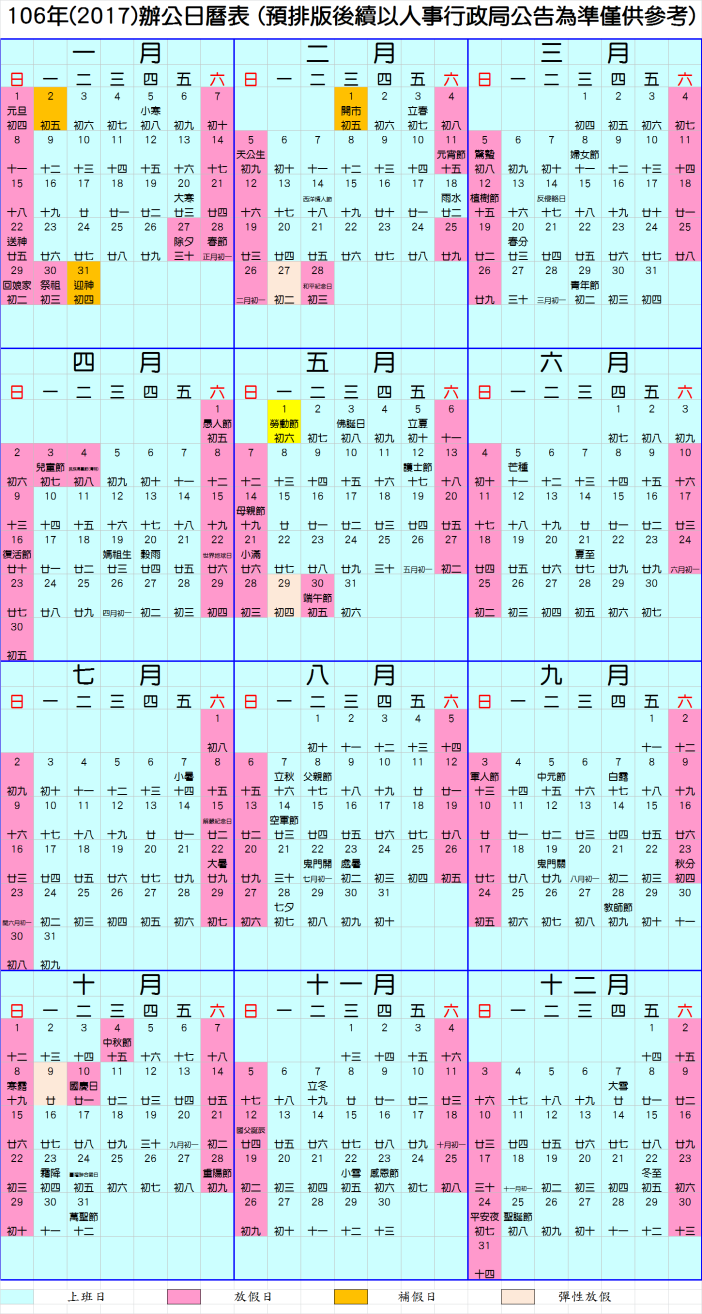 106年(2017)辦公日曆表 (預排版後續以人事行政局公告為準僅供參考)
一 月
日 一 二 三 四 五 六
1 2 3 4 5 6 7
元旦 小寒
初四 初五 初六 初七 初八 初九 初十
8 9 10 11 12 13 14
十一 十二 十三 十四 十五 十六 十七
15 16 17 18 19 20 21
大寒
十八 十九 廿 廿一 廿二 廿三 廿四
22 23 24 25 26 27 28
送神 除夕 春節
廿五 廿六 廿七 廿八 廿九 三十 正月初一
29 30 31
回娘家 祭祖 迎神
初二 初三 初四
二 月
日 一 二 三 四 五 六
1 2 3 4
開市 立春
初五 初六 初七 初八
5 6 7 8 9 10 11
天公生 元宵節
初九 初十 十一 十二 十三 十四 十五
12 13 14 15 16 17 18
西洋情人節 雨水
十六 十七 十八 十九 廿十 廿一 廿二
19 20 21 22 23 24 25
廿三 廿四 廿五 廿六 廿七 廿八 廿九
26 27 28
和平紀念日
二月初一 初二 初三
三 月
日 一 二 三 四 五 六
1 2 3 4
初四 初五 初六 初七
5 6 7 8 9 10 11
驚蟄 婦女節
初八 初九 初十 十一 十二 十三 十四
12 13 14 15 16 17 18
植樹節 反侵略日
十五 十六 十七 十八 十九 廿十 廿一
19 20 21 22 23 24 25
春分
廿二 廿三 廿四 廿五 廿六 廿七 廿八
26 27 28 29 30 31
青年節
廿九 三十 三月初一 初二 初三 初四
四 月
日 一 二 三 四 五 六
1
愚人節
初五
2 3 4 5 6 7 8
兒童節
初六 初七 初八 初九 初十 十一 十二
9 10 11 12 13 14 15
十三 十四 十五 十六 十七 十八 十九
16 17 18 19 20 21 22
復活節 媽祖生 穀雨 世界地球日
廿十 廿一 廿二 廿三 廿四 廿五 廿六
23 24 25 26 27 28 29
廿七 廿八 廿九 四月初一 初二 初三 初四
30
初五
五 月
日 一 二 三 四 五 六
1 2 3 4 5 6
勞動節 佛誕日 立夏
初六 初七 初八 初九 初十 十一
7 8 9 10 11 12 13
護士節
十二 十三 十四 十五 十六 十七 十八
14 15 16 17 18 19 20
母親節
十九 廿 廿一 廿二 廿三 廿四 廿五
21 22 23 24 25 26 27
小滿
廿六 廿七 廿八 廿九 三十 五月初一 初二
28 29 30 31
端午節
初三 初四 初五 初六
六 月
日 一 二 三 四 五 六
1 2 3
初七 初八 初九
4 5 6 7 8 9 10
芒種
初十 十一 十二 十三 十四 十五 十六
11 12 13 14 15 16 17
十七 十八 十九 廿 廿一 廿二 廿三
18 19 20 21 22 23 24
夏至
廿四 廿五 廿六 廿七 廿八 廿九 六月初一
25 26 27 28 29 30
初二 初三 初四 初五 初六 初七
七 月
日 一 二 三 四 五 六
1
初八
2 3 4 5 6 7 8
小暑
初九 初十 十一 十二 十三 十四 十五
9 10 11 12 13 14 15
解嚴紀念日
十六 十七 十八 十九 廿 廿一 廿二
16 17 18 19 20 21 22
大暑
廿三 廿四 廿五 廿六 廿七 廿八 廿九
23 24 25 26 27 28 29
閏六月初一 初二 初三 初四 初五 初六 初七
30 31
初八 初九
八 月
日 一 二 三 四 五 六
1 2 3 4 5
初十 十一 十二 十三 十四
6 7 8 9 10 11 12
立秋 父親節
十五 十六 十七 十八 十九 廿 廿一
13 14 15 16 17 18 19
空軍節
廿三 廿四 廿五 廿六 廿七 廿八
20 21 22 23 24 25 26
鬼門開 處暑
三十 七月初一 初二 初三 初四 初五
27 28 29 30 31
七夕
初六 初七 初八 初九 初十
九 月
日 一 二 三 四 五 六
1 2
十一 十二
3 4 5 6 7 8 9
軍人節 中元節 白露
十三 十四 十五 十六 十七 十八 十九
10 11 12 13 14 15 16
廿 廿一 廿二 廿三 廿四 廿五 廿六
17 18 19 20 21 22 23
鬼門關 秋分
廿七 廿八 廿九 八月初一 初二 初三 初四
24 25 26 27 28 29 30
教師節
初五 初六 初七 初八 初九 初十 十一
十 月
日 一 二 三 四 五 六
1 2 3 4 5 6 7
中秋節
十二 十三 十四 十五 十六 十七 十八
8 9 10 11 12 13 14
寒露 國慶日
十九 廿 廿一 廿二 廿三 廿四 廿五
15 16 17 18 19 20 21
廿六 廿七 廿八 廿九 三十 九月初一 初二
22 23 24 25 26 27 28
霜降 重陽節
初三 初四 初五 初六 初七 初八 初九
29 30 31
萬聖節
初十 十一 十二
十 一 月
日 一 二 三 四 五 六
1 2 3 4
十三 十四 十五 十六
5 6 7 8 9 10 11
立冬
十七 十八 十九 廿 廿一 廿二 廿三
12 13 14 15 16 17 18
國父誕辰
廿四 廿五 廿六 廿七 廿八 廿九 十月初一
19 20 21 22 23 24 25
小雪 感恩節
初二 初三 初四 初五 初六 初七 初八
26 27 28 29 30
初九 初十 十一 十二 十三
十 二 月
日 一 二 三 四 五 六
1 2
十四 十五
3 4 5 6 7 8 9
大雪
十六 十七 十八 十九 廿 廿一 廿二
10 11 12 13 14 15 16
廿三 廿四 廿五 廿六 廿七 廿八 廿九
17 18 19 20 21 22 23
冬至
三十 十一月初一 初二 初三 初四 初五 初六
24 25 26 27 28 29 30
平安夜 聖誕節
初七 初八 初九 初十 十一 十二 十三
31
十四
上班日 放假日 補假日 彈性放假